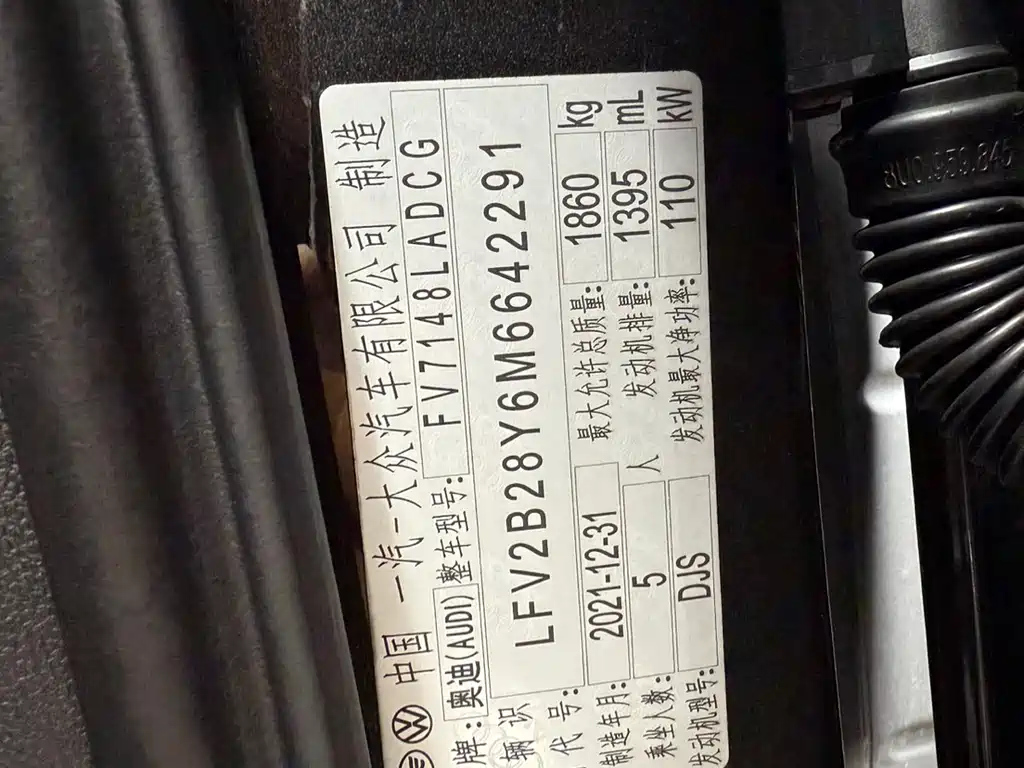 中国 一汽-大众汽车有限公司 制造
牌: 奥迪(AUDI) 整车型号: FV7148LADCG
辆识 LFV2B28Y6M6642291
代号:
制造年月: 2021-12-31 最大允许总质量: 1860 kg
乘坐人数: 5 人 发动机排量: 1395 mL
发动机型号: DJS 发动机最大净功率: 110 kW
8U0.959.845